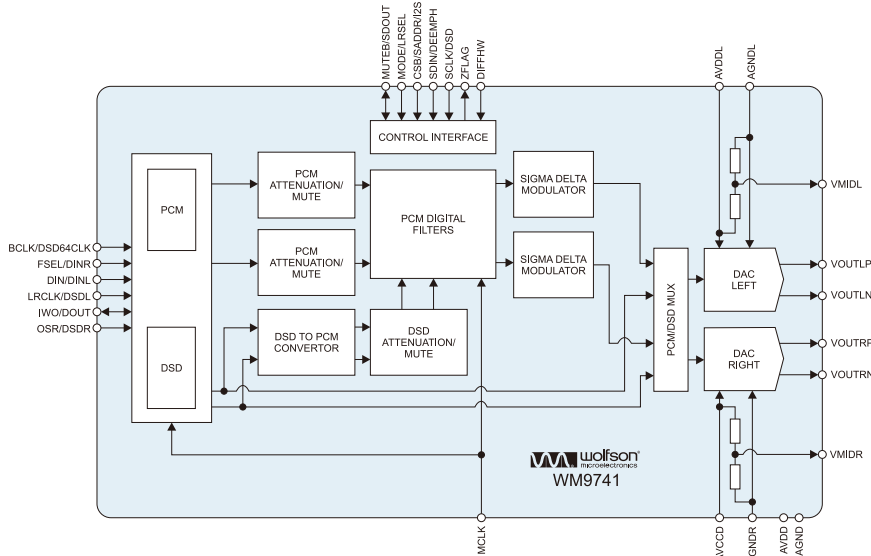 MUTEB/SDOUT
MODE/LRSEL
CSB/SADDR/I2S
SDIN/DEEMPH
SCLK/DSD
ZFLAG
DIFFHW
AVDDL
AGNDL
CONTROL INTERFACE
PCM
PCM
ATTENUATION/
MUTE
PCM DIGITAL
FILTERS
SIGMA DELTA
MODULATOR
VMIDL
BCLK/DSD64CLK
FSEL/DINR
DIN/DINL
LRCLK/DSDL
IWO/DOUT
OSR/DSDR
PCM
ATTENUATION/
MUTE
SIGMA DELTA
MODULATOR
PCM/DSD MUX
DAC
LEFT
VOUTLP
VOUTLN
DSD
DSD TO PCM
CONVERTOR
DSD
ATTENUATION/
MUTE
DAC
RIGHT
VOUTRP
VOUTRN
wolfson®
microelectronics
WM9741
VMIDR
MCLK
AVCCD
GNDR
AVDD
AGND